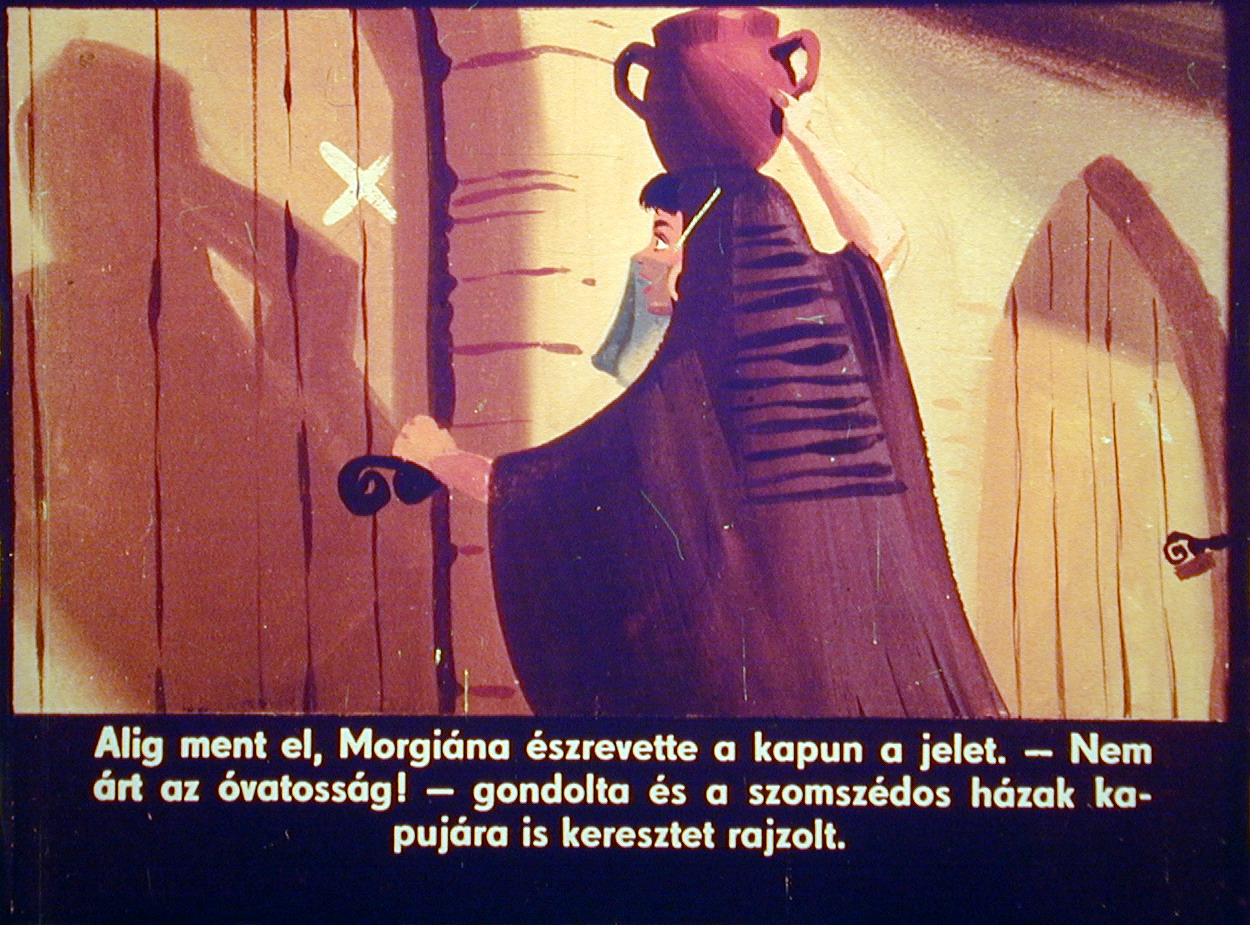 Alig ment el, Morgiána észrevette a kapun a jelet. — Nem
árt az óvatosság! — gondolta és a szomszédos házak ka-
pujára is keresztet rajzolt.